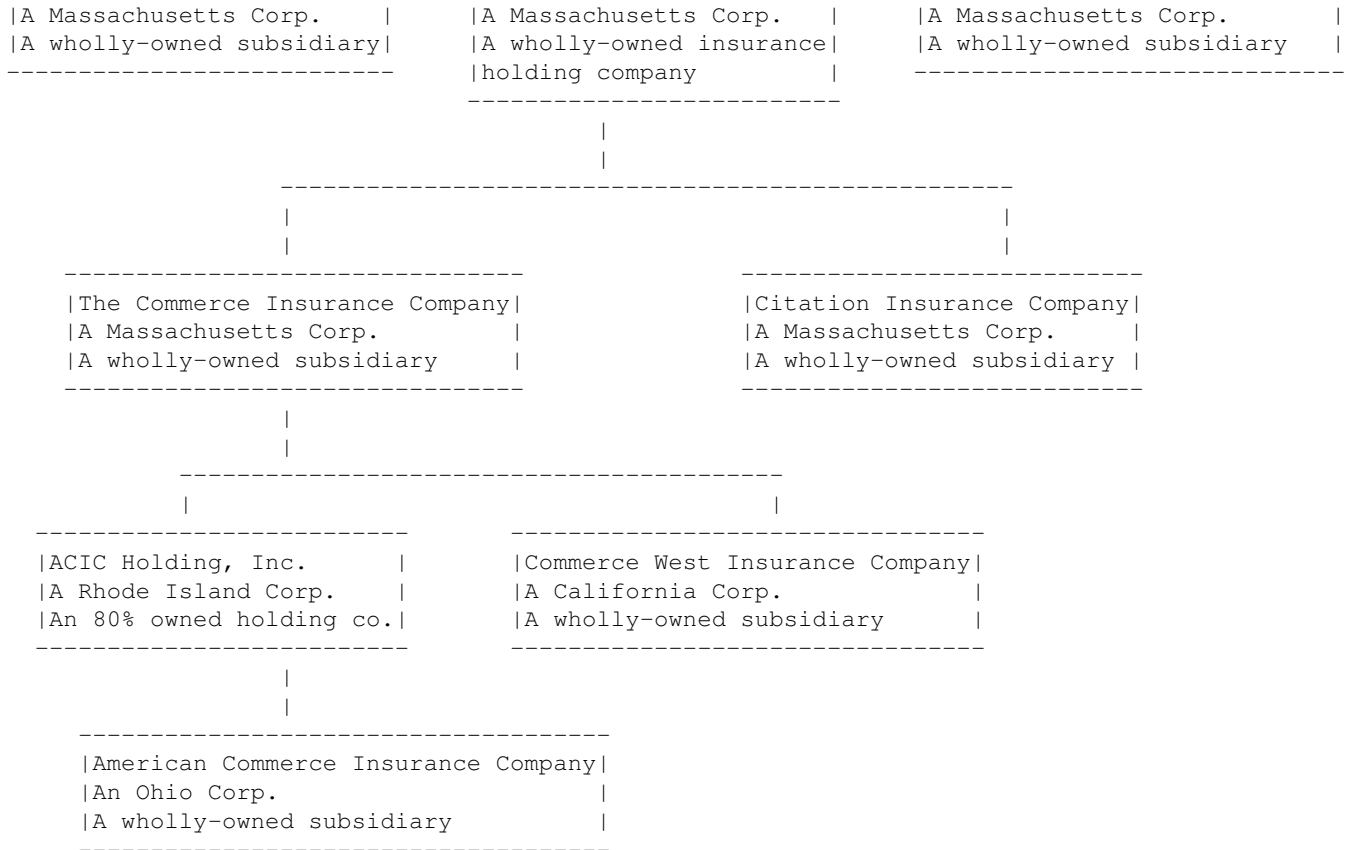 |A Massachusetts Corp.    |    |A Massachusetts Corp.   |    |A Massachusetts Corp.       |
|A wholly-owned subsidiary|    |A wholly-owned insurance|    |A wholly-owned subsidiary   |
|holding company         |
|The Commerce Insurance Company|    |Citation Insurance Company|
|A Massachusetts Corp.         |    |A Massachusetts Corp.     |
|A wholly-owned subsidiary     |    |A wholly-owned subsidiary |
|ACIC Holding, Inc.      |    |Commerce West Insurance Company|
|A Rhode Island Corp.    |    |A California Corp.             |
|An 80% owned holding co.|    |A wholly-owned subsidiary      |
|American Commerce Insurance Company|
|An Ohio Corp.                      |
|A wholly-owned subsidiary          |